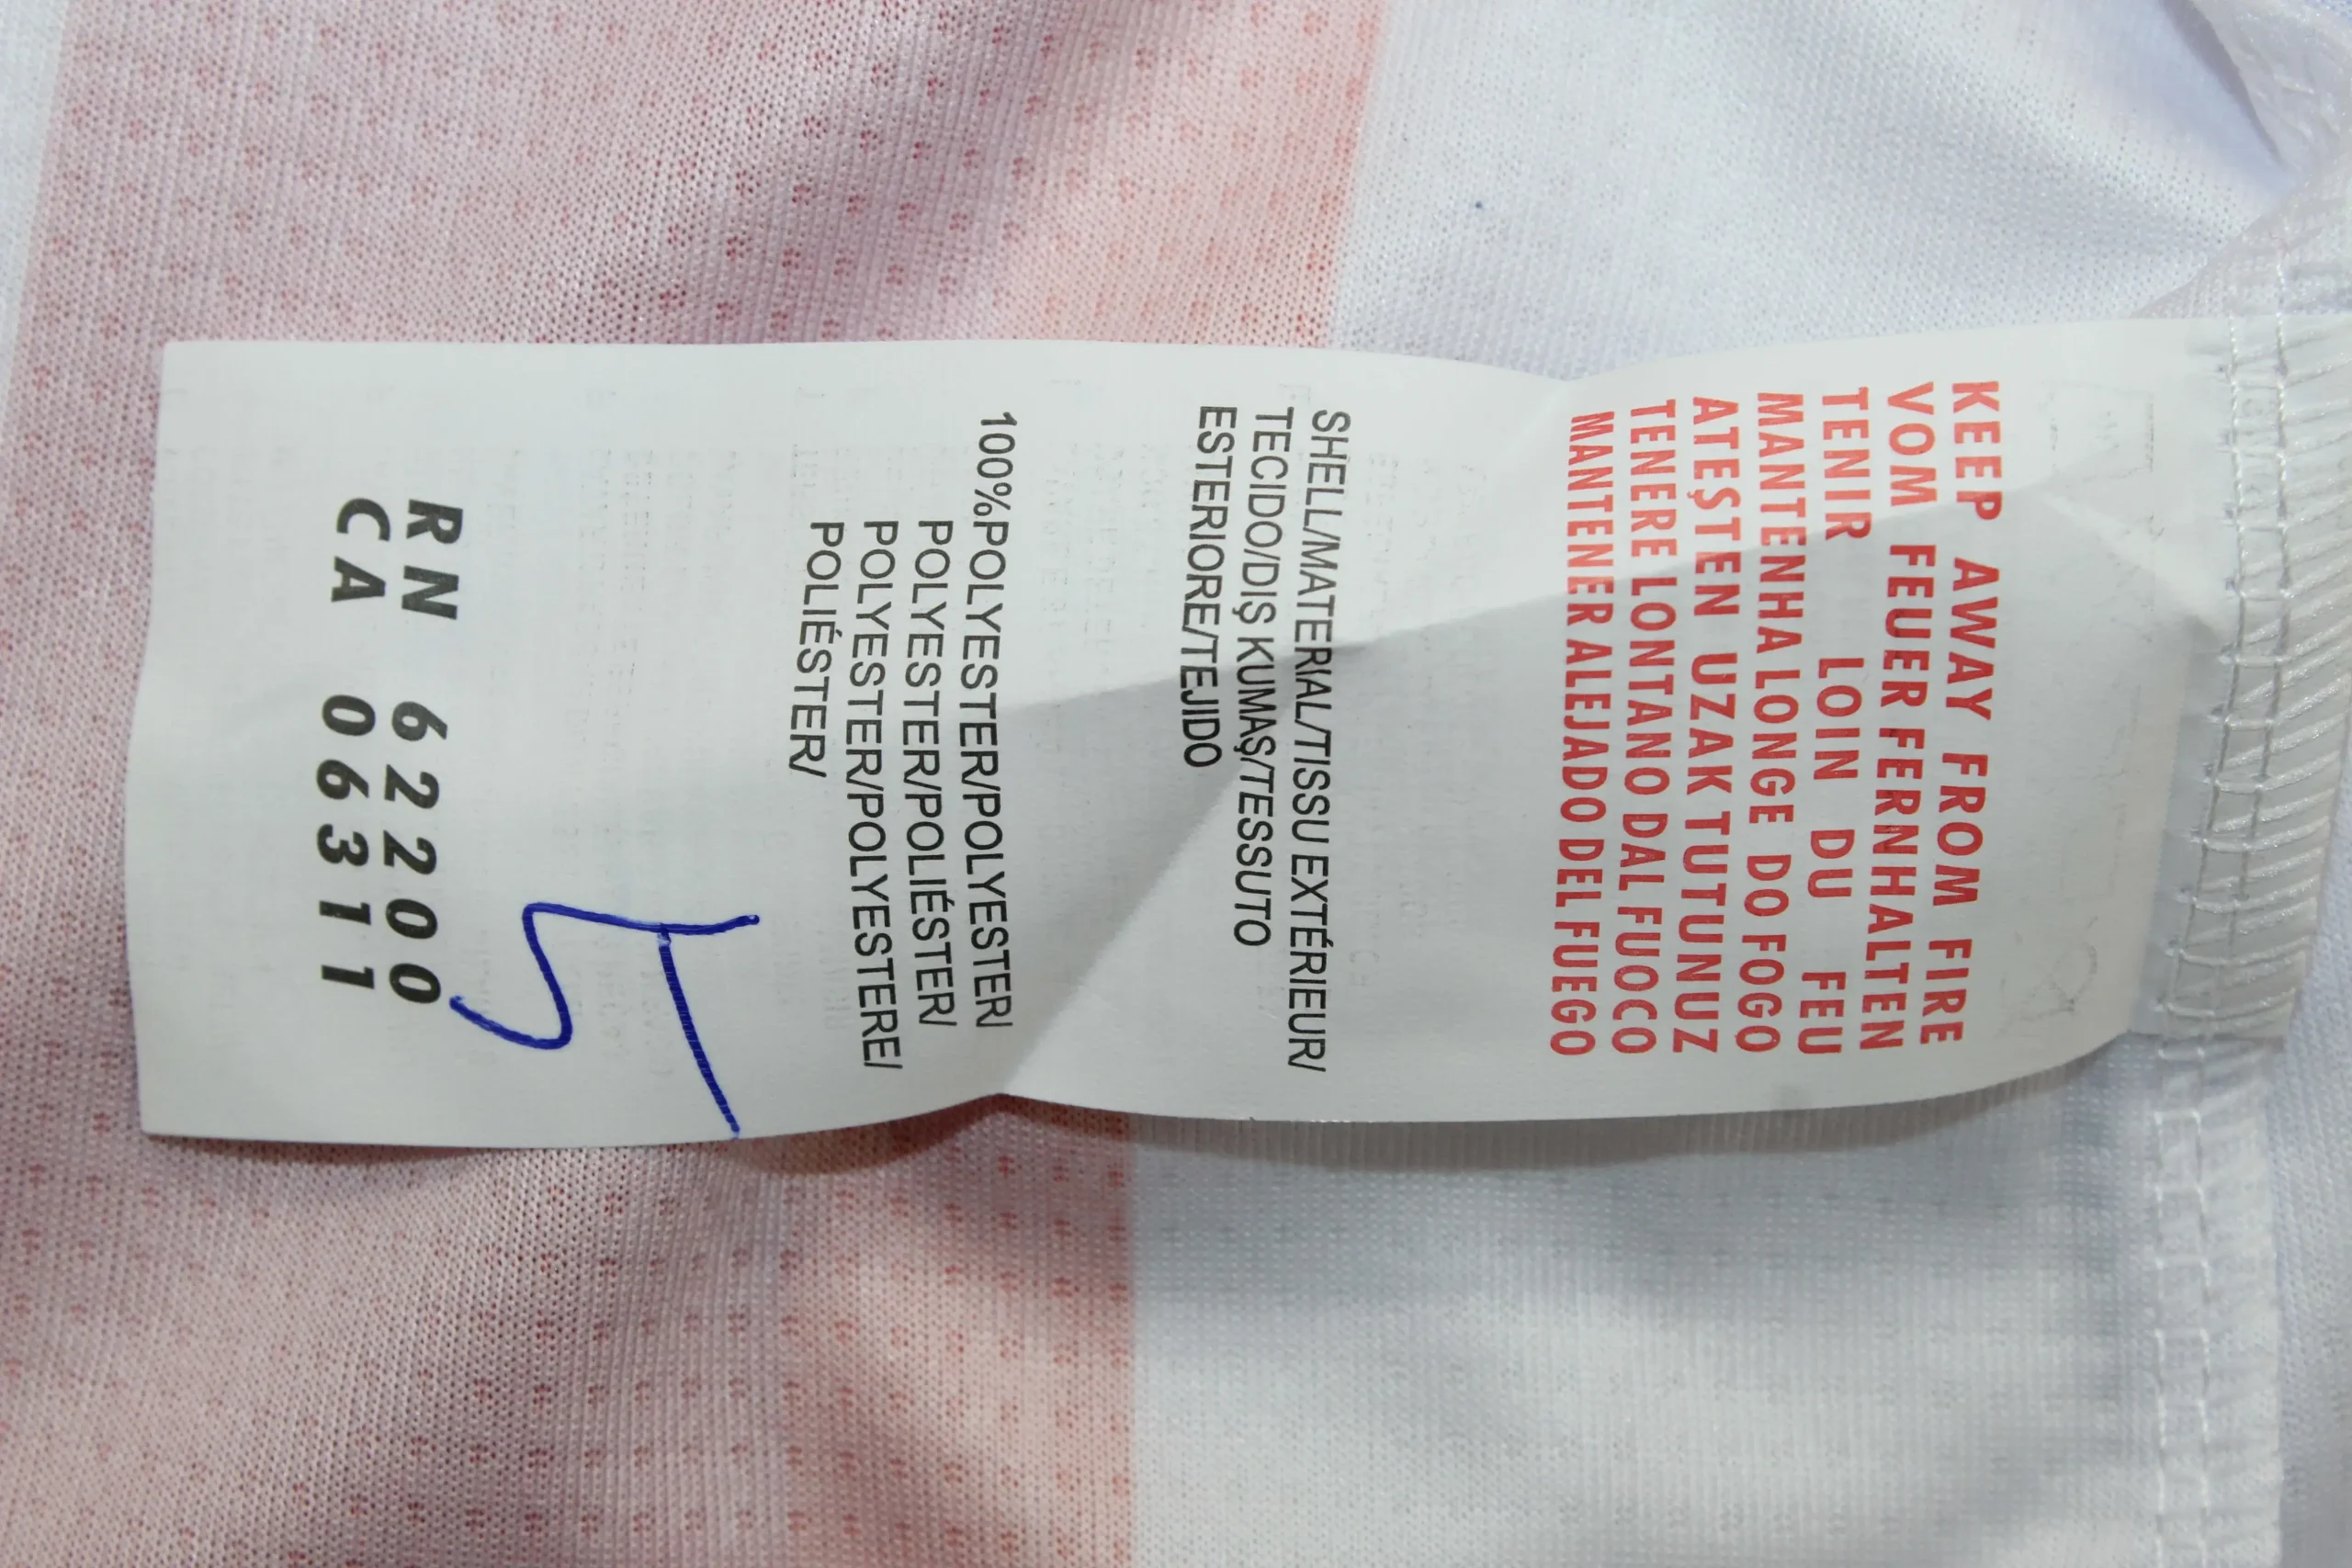 KEEP AWAY FROM FIRE
VOM FEUER FERNHALTEN
TENIR LOIN DU FEU
MANTENHA LONGE DO FOGO
ATEŞTEN UZAK TUTUNUZ
TENERE LONTANO DAL FUOCO
MANTENER ALEJADO DEL FUEGO
SHELL/MATERIAL/TISSU EXTÉRIEUR/
TECIDO/DIŞ KUMAŞ/TESSUTO
ESTERIORE/TEJIDO
100%POLYESTER/POLYESTER/
POLYESTER/POLIÉSTER/
POLYESTER/POLYESTERE/
POLIÉSTER/
5
RN 62200
CA 06311